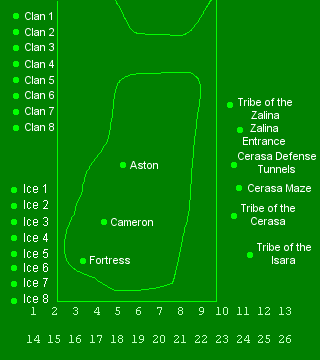 Clan 1
Clan 2
Clan 3
Clan 4
Clan 5
Clan 6
Clan 7
Clan 8
Tribe of the
Zalina
Zalina
Entrance
Cerasa Defense
Tunnels
Cerasa Maze
Tribe of the
Cerasa
Tribe of the
Isara
Aston
Cameron
Fortress
Ice 1
Ice 2
Ice 3
Ice 4
Ice 5
Ice 6
Ice 7
Ice 8
1 2 3 4 5 6 7 8 9 10 11 12 13
14 15 16 17 18 19 20 21 22 23 24 25 26